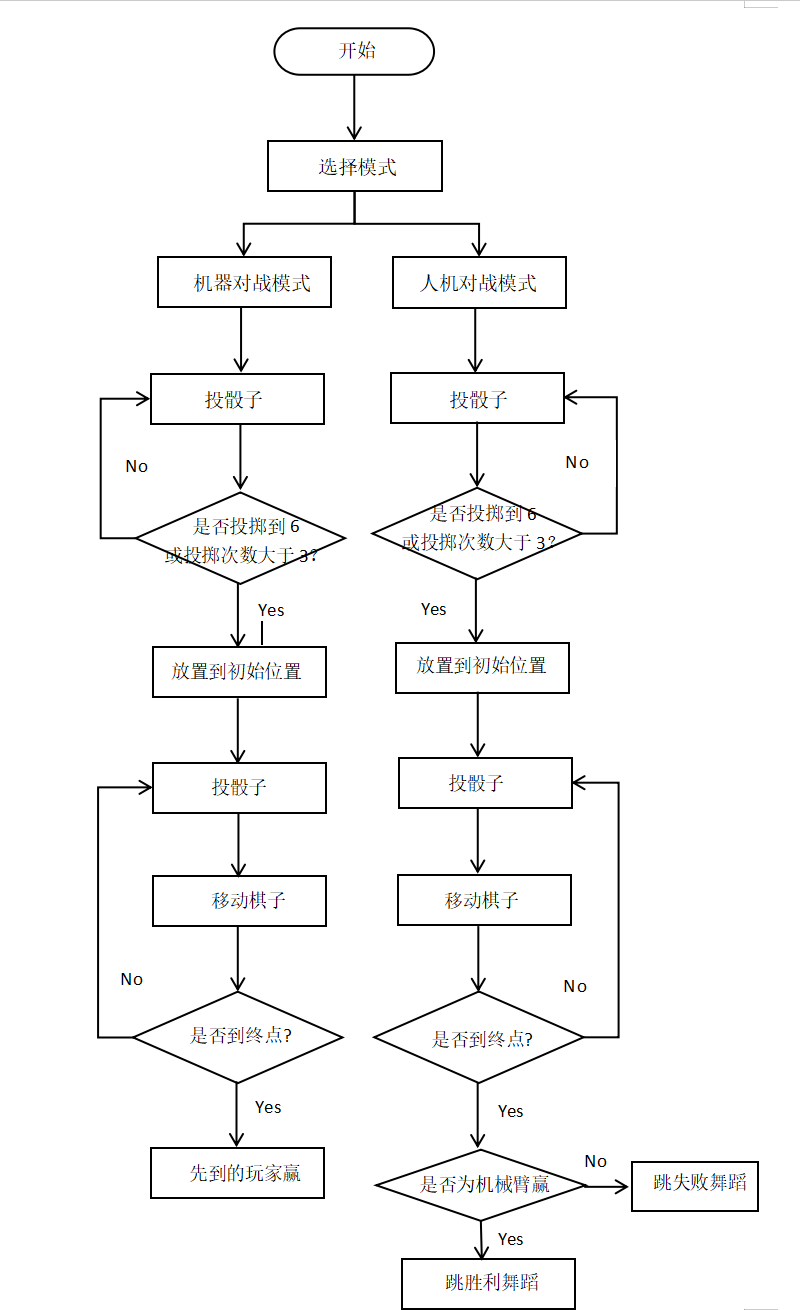 开始
选择模式
机器对战模式
人机对战模式
投骰子
投骰子
No
No
是否投掷到 6
或投掷次数大于 3?
是否投掷到 6
或投掷次数大于 3?
Yes
Yes
放置到初始位置
放置到初始位置
投骰子
投骰子
移动棋子
移动棋子
No
No
是否到终点?
是否到终点?
Yes
Yes
先到的玩家赢
是否为机械臂赢
No
跳失败舞蹈
Yes
跳胜利舞蹈